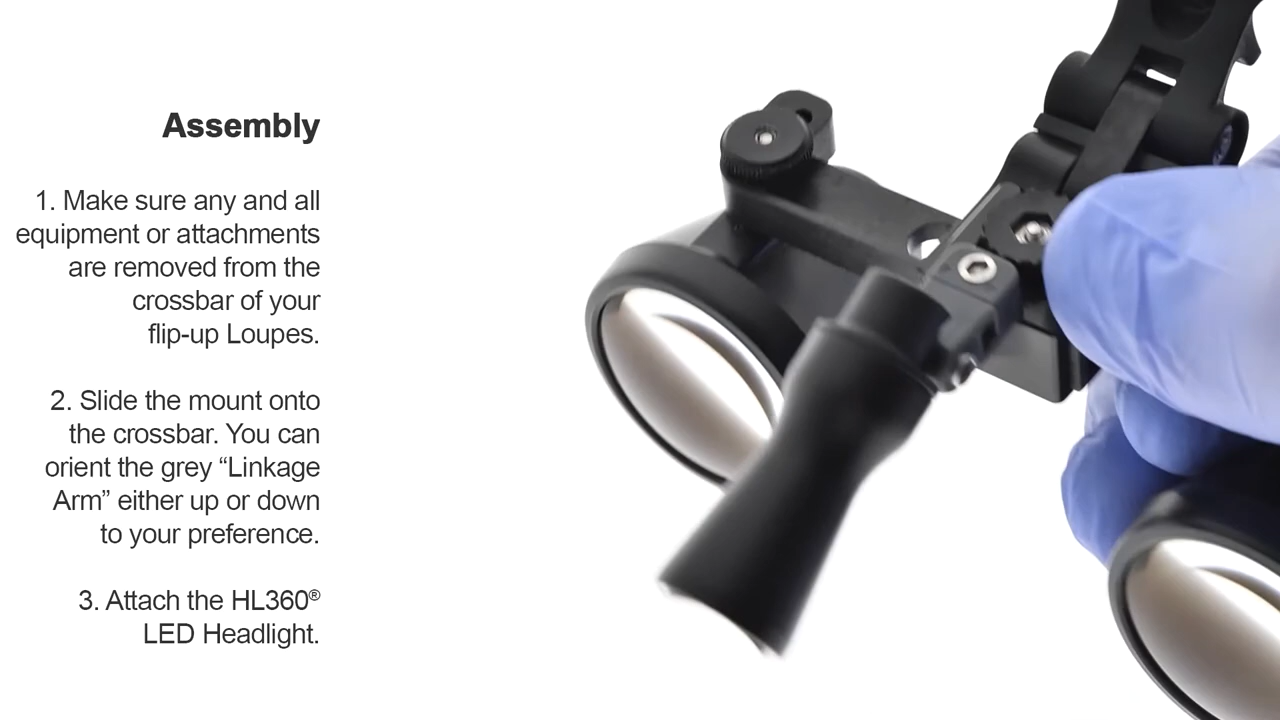 Assembly
1. Make sure any and all
equipment or attachments
are removed from the
crossbar of your
flip-up Loupes.
2. Slide the mount onto
the crossbar. You can
orient the grey “Linkage
Arm” either up or down
to your preference.
3. Attach the HL360®
LED Headlight.